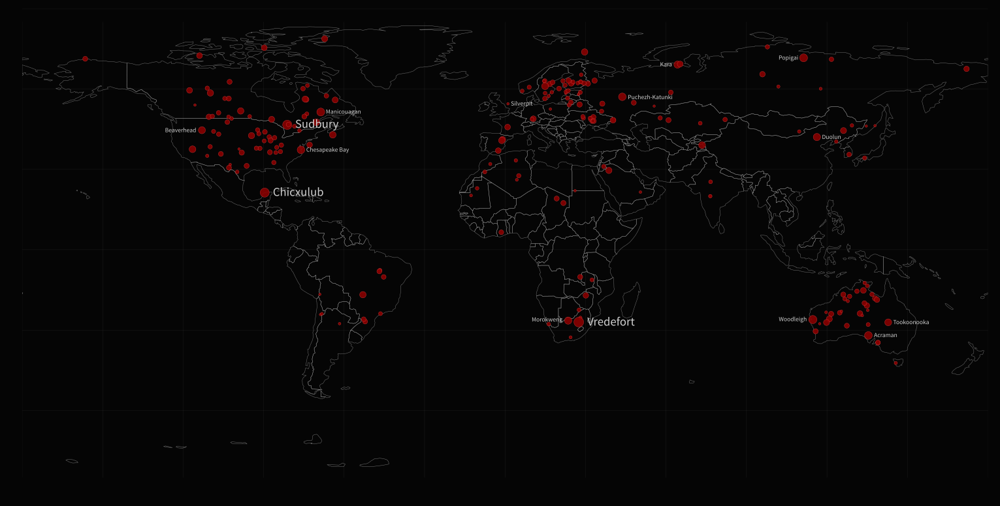 Popigai
Kara
Puchezh-Katunki
Silverpit
Manicouagan
Sudbury
Beaverhead
Duolun
Chesapeake Bay
Chicxulub
Morokweng
Vredefort
Woodleigh
Tookoonooka
Acraman